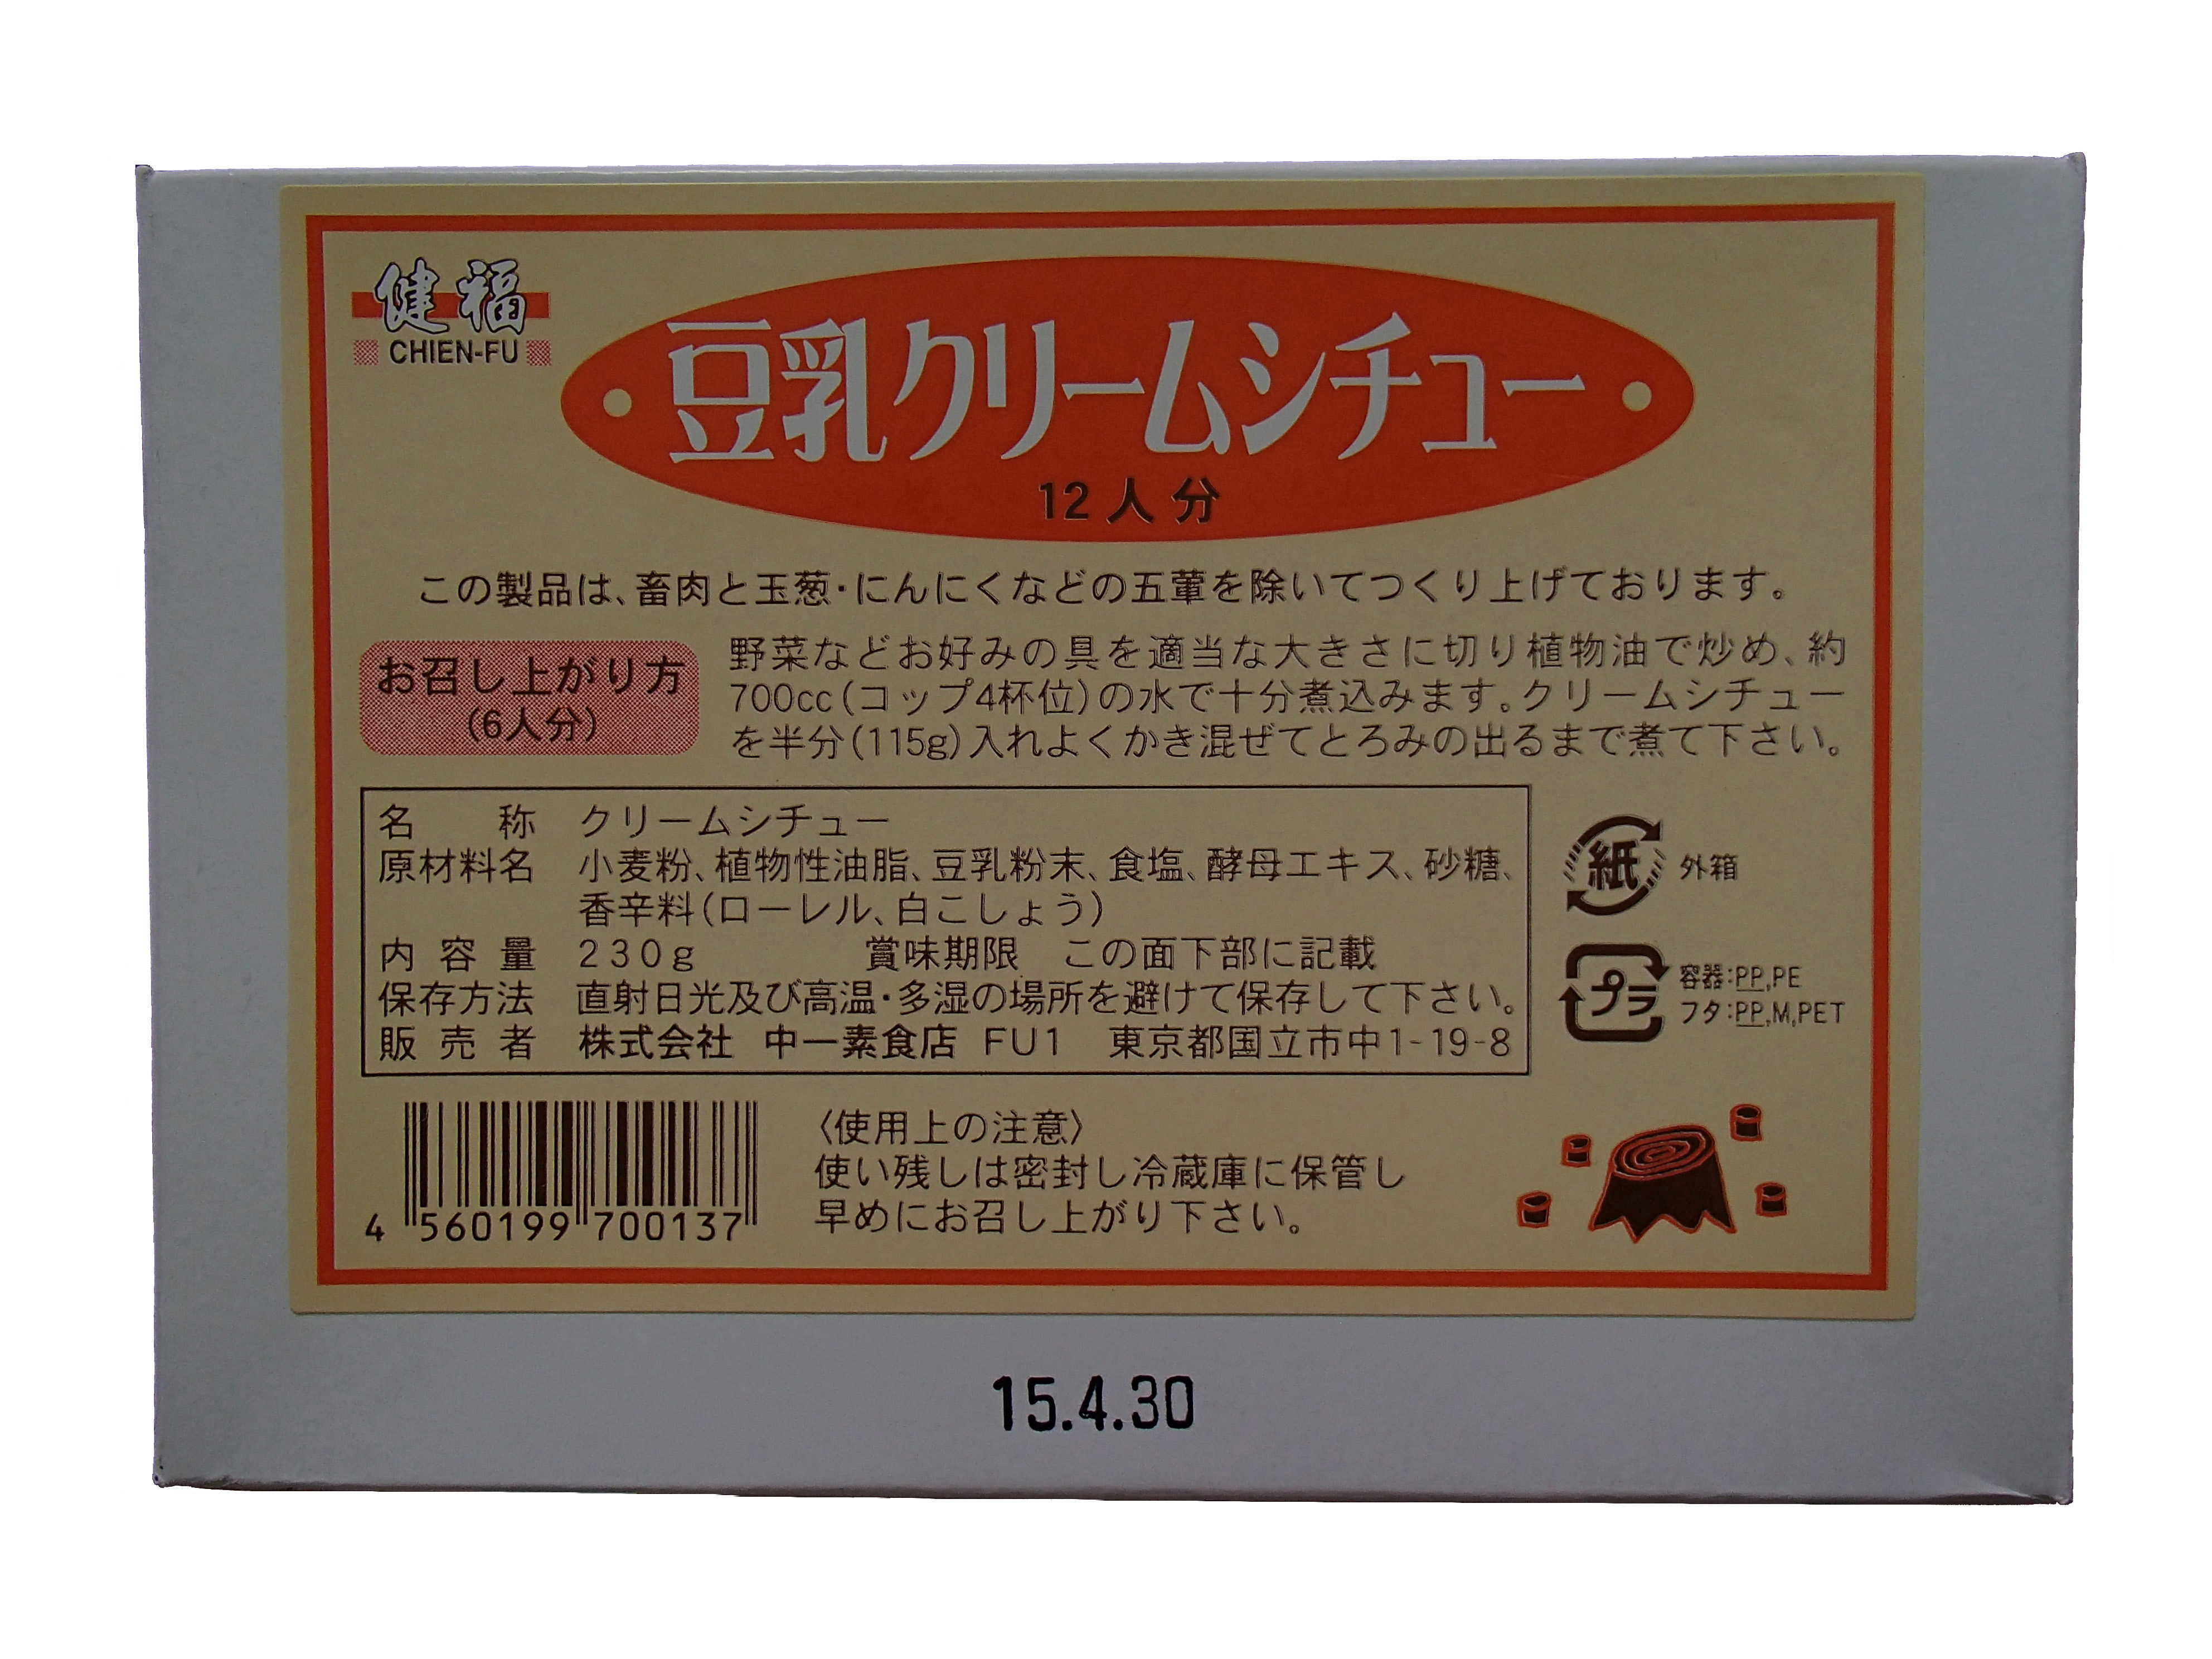 健福
CHIEN-FU
豆乳クリームシチュー
12人分
この製品は、畜肉と玉葱・にんにくなどの五葷を除いてつくり上げております。
お召し上がり方
(6人分)
野菜などお好みの具を適当な大きさに切り植物油で炒め、約
700cc(コップ4杯位)の水で十分煮込みます。クリームシチュー
を半分(115g)入れよくかき混ぜてとろみの出るまで煮て下さい。
名 称 クリームシチュー
原材料名 小麦粉、植物性油脂、豆乳粉末、食塩、酵母エキス、砂糖、
香辛料(ローレル、白こしょう)
内容量 230g 賞味期限 この面下部に記載
保存方法 直射日光及び高温・多湿の場所を避けて保存して下さい。
販売者 株式会社 中一素食店 FU1 東京都国立市中1-19-8
紙 外箱
プラ 容器:PP,PE
フタ:PP,M,PET
4 560199 700137
〈使用上の注意〉
使い残しは密封し冷蔵庫に保管し
早めにお召し上がり下さい。
15.4.30